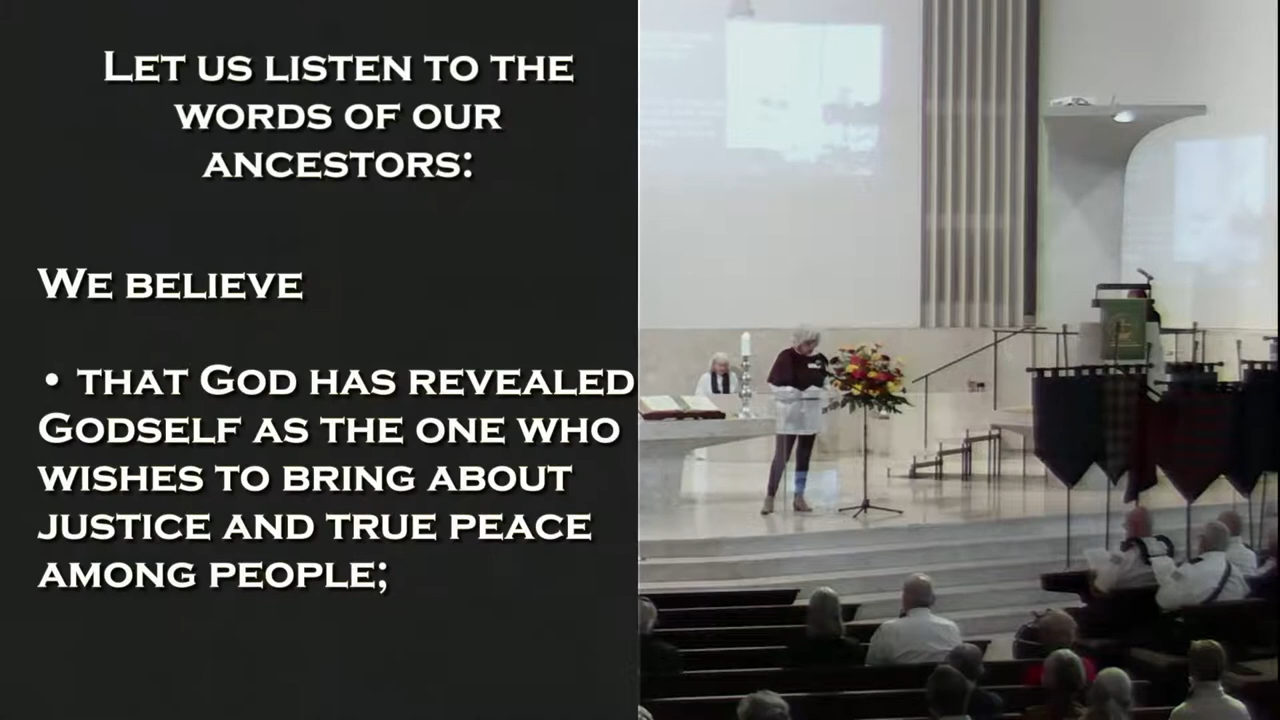 LET US LISTEN TO THE
WORDS OF OUR
ANCESTORS:
WE BELIEVE
• THAT GOD HAS REVEALED
GODSELF AS THE ONE WHO
WISHES TO BRING ABOUT
JUSTICE AND TRUE PEACE
AMONG PEOPLE;